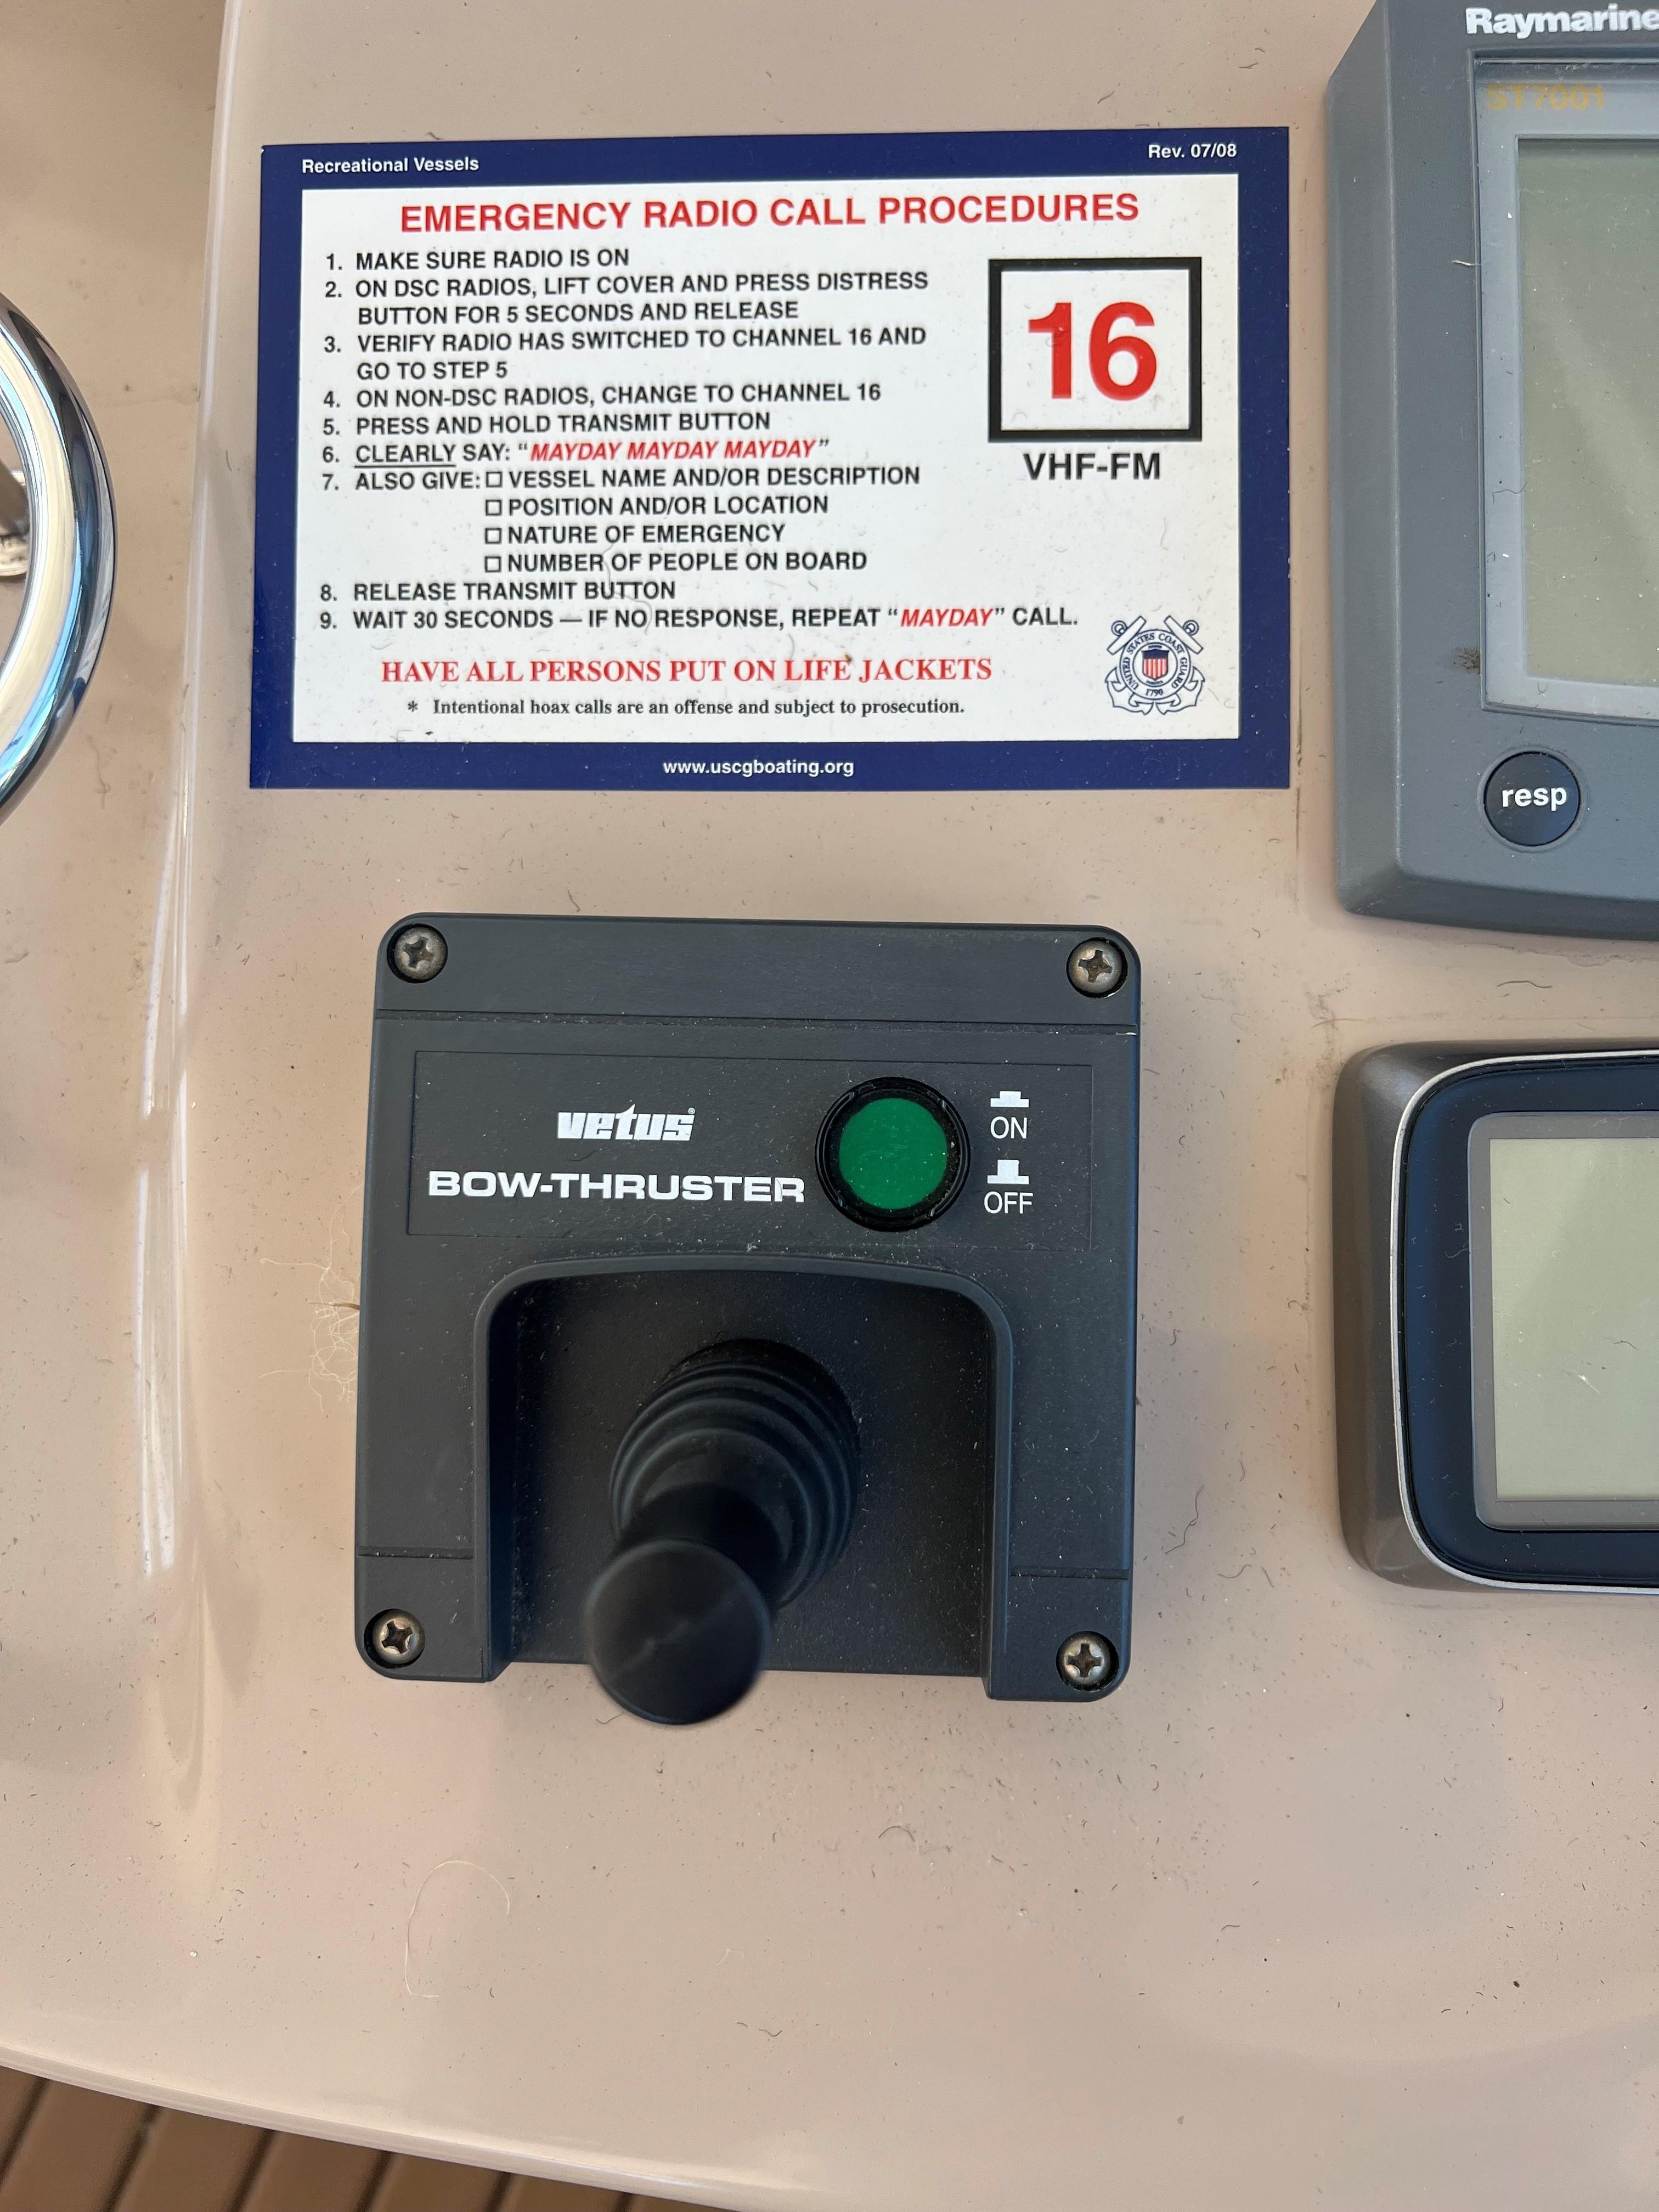 Raymarine
ST7001
Recreational Vessels
Rev. 07/08
EMERGENCY RADIO CALL PROCEDURES
1. MAKE SURE RADIO IS ON
2. ON DSC RADIOS, LIFT COVER AND PRESS DISTRESS
BUTTON FOR 5 SECONDS AND RELEASE
3. VERIFY RADIO HAS SWITCHED TO CHANNEL 16 AND
GO TO STEP 5
4. ON NON-DSC RADIOS, CHANGE TO CHANNEL 16
5. PRESS AND HOLD TRANSMIT BUTTON
6. CLEARLY SAY: “MAYDAY MAYDAY MAYDAY”
7. ALSO GIVE: ☐ VESSEL NAME AND/OR DESCRIPTION
☐ POSITION AND/OR LOCATION
☐ NATURE OF EMERGENCY
☐ NUMBER OF PEOPLE ON BOARD
8. RELEASE TRANSMIT BUTTON
9. WAIT 30 SECONDS — IF NO RESPONSE, REPEAT “MAYDAY” CALL.
16
VHF-FM
HAVE ALL PERSONS PUT ON LIFE JACKETS
* Intentional hoax calls are an offense and subject to prosecution.
UNITED STATES COAST GUARD
1790
www.uscgboating.org
resp
vetus®
BOW-THRUSTER
ON
OFF